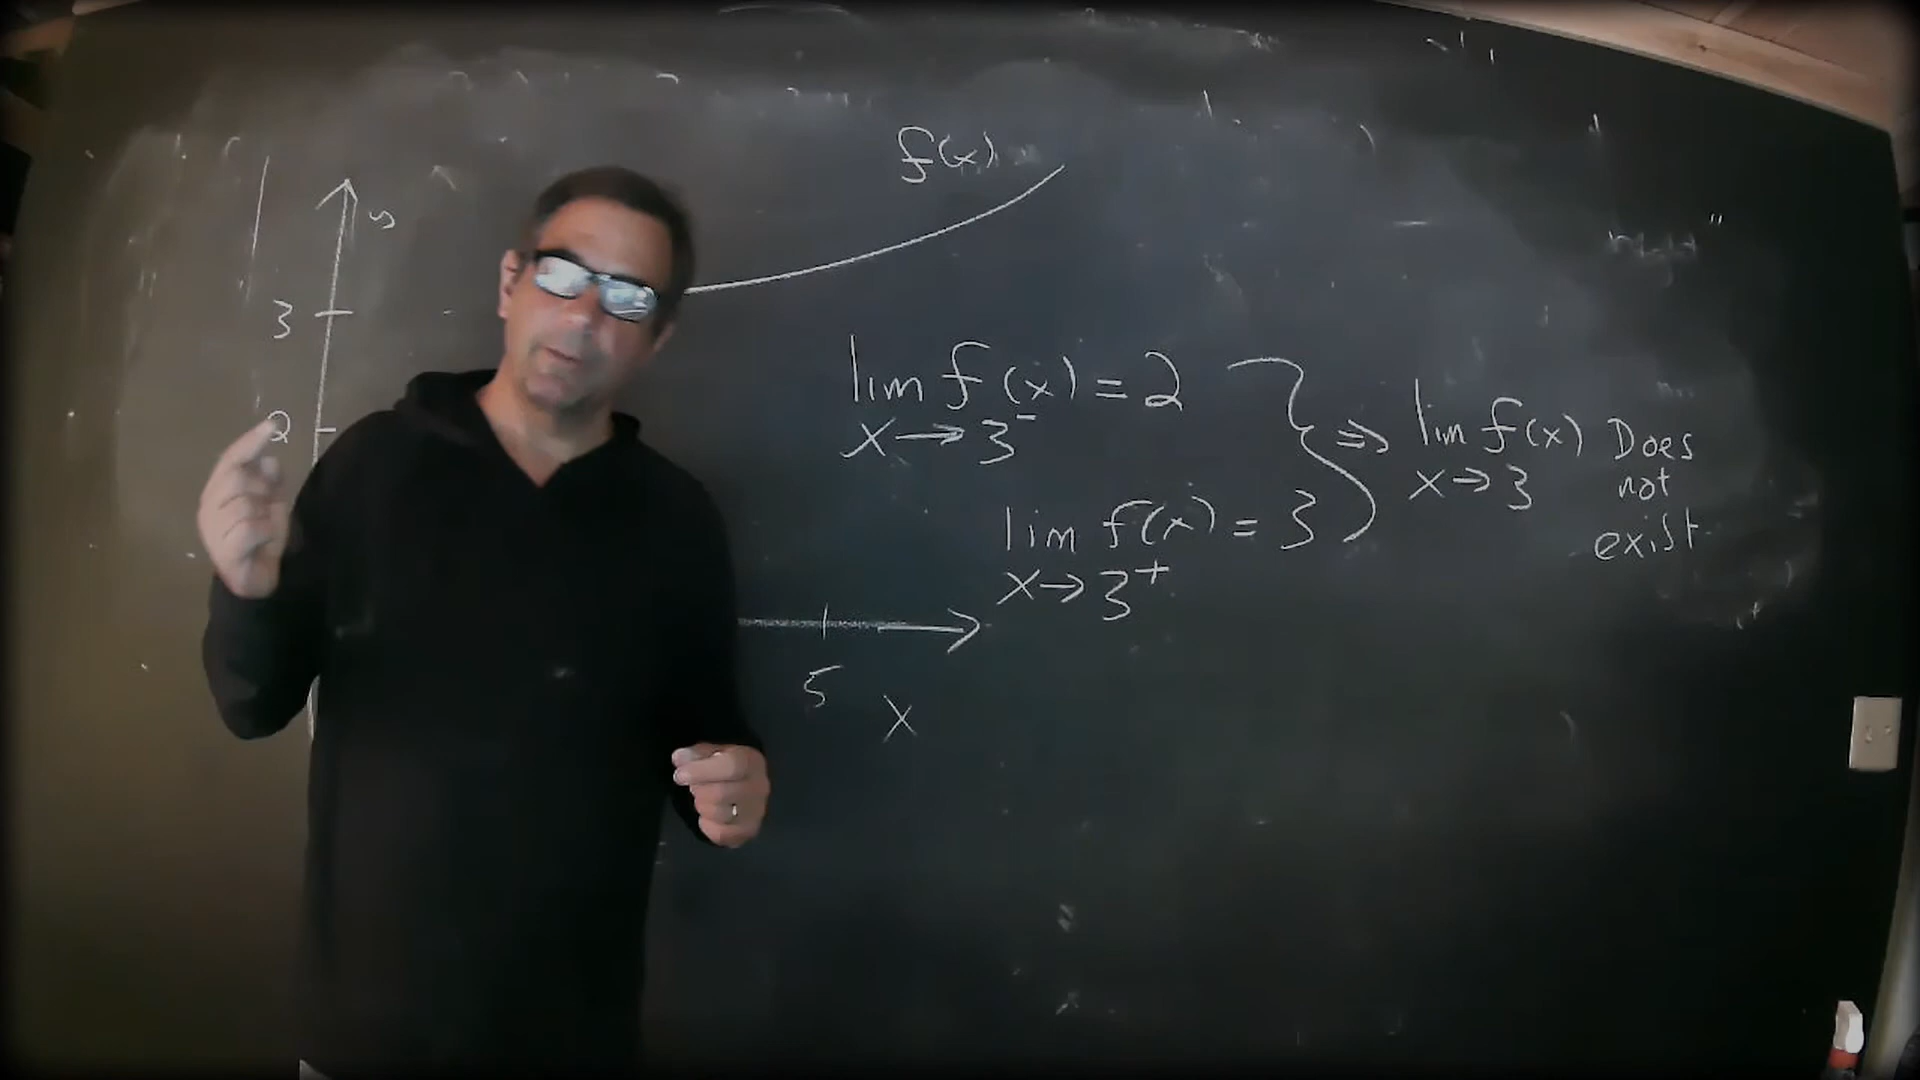 f(x)
y
3
2
lim f(x) = 2
x → 3⁻
lim f(x) = 3
x → 3⁺
⇒ lim f(x) Does
x → 3 not
exist
5
x